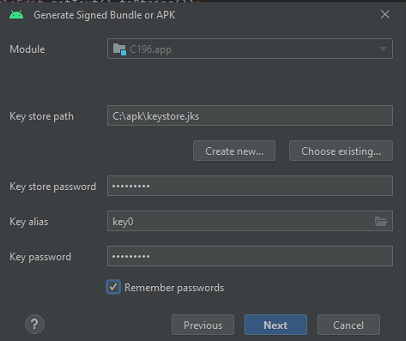 Generate Signed Bundle or APK
Module
C196.app
Key store path
C:\apk\keystore.jks
Create new...
Choose existing...
Key store password
•••••••••
Key alias
key0
Key password
•••••••••
Remember passwords
?
Previous
Next
Cancel